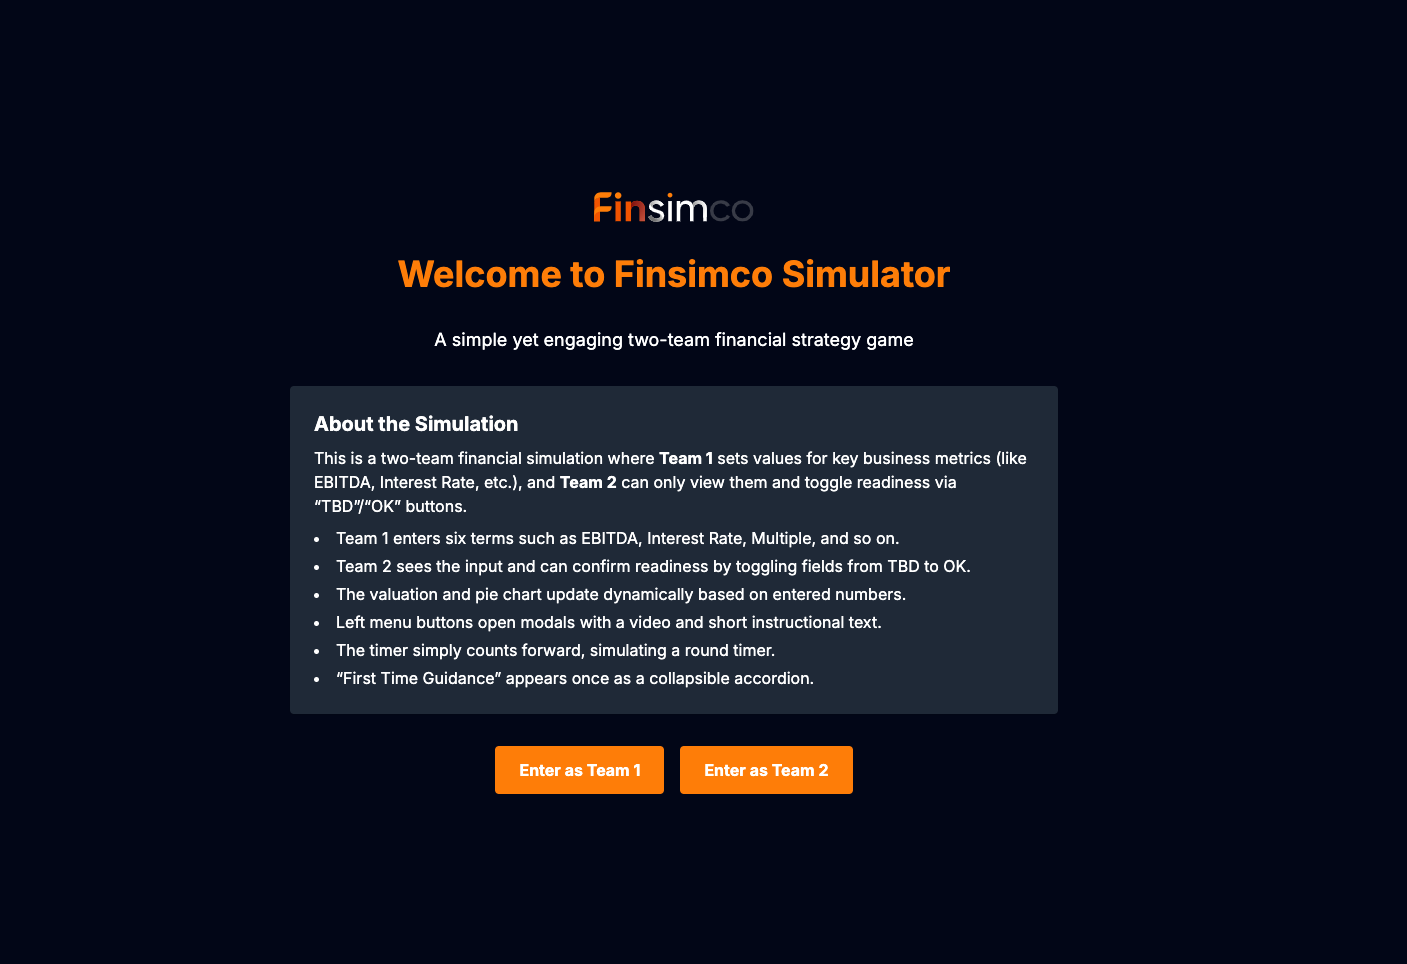 Finsimco
Welcome to Finsimco Simulator
A simple yet engaging two-team financial strategy game
About the Simulation
This is a two-team financial simulation where Team 1 sets values for key business metrics (like
EBITDA, Interest Rate, etc.), and Team 2 can only view them and toggle readiness via
“TBD”/“OK” buttons.
• Team 1 enters six terms such as EBITDA, Interest Rate, Multiple, and so on.
• Team 2 sees the input and can confirm readiness by toggling fields from TBD to OK.
• The valuation and pie chart update dynamically based on entered numbers.
• Left menu buttons open modals with a video and short instructional text.
• The timer simply counts forward, simulating a round timer.
• “First Time Guidance” appears once as a collapsible accordion.
Enter as Team 1
Enter as Team 2